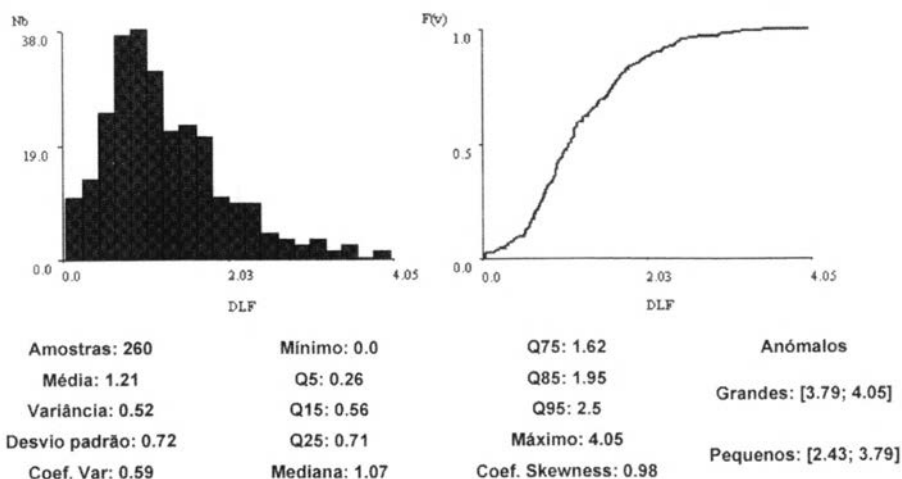 Nb
38.0
19.0
0.0
0.0 2.03 4.05
DLF
F(v)
1.0
0.5
0.0
0.0 2.03 4.05
DLF
Amostras: 260
Média: 1.21
Variância: 0.52
Desvio padrão: 0.72
Coef. Var: 0.59
Mínimo: 0.0
Q5: 0.26
Q15: 0.56
Q25: 0.71
Mediana: 1.07
Q75: 1.62
Q85: 1.95
Q95: 2.5
Máximo: 4.05
Coef. Skewness: 0.98
Anómalos
Grandes: [3.79; 4.05]
Pequenos: [2.43; 3.79]